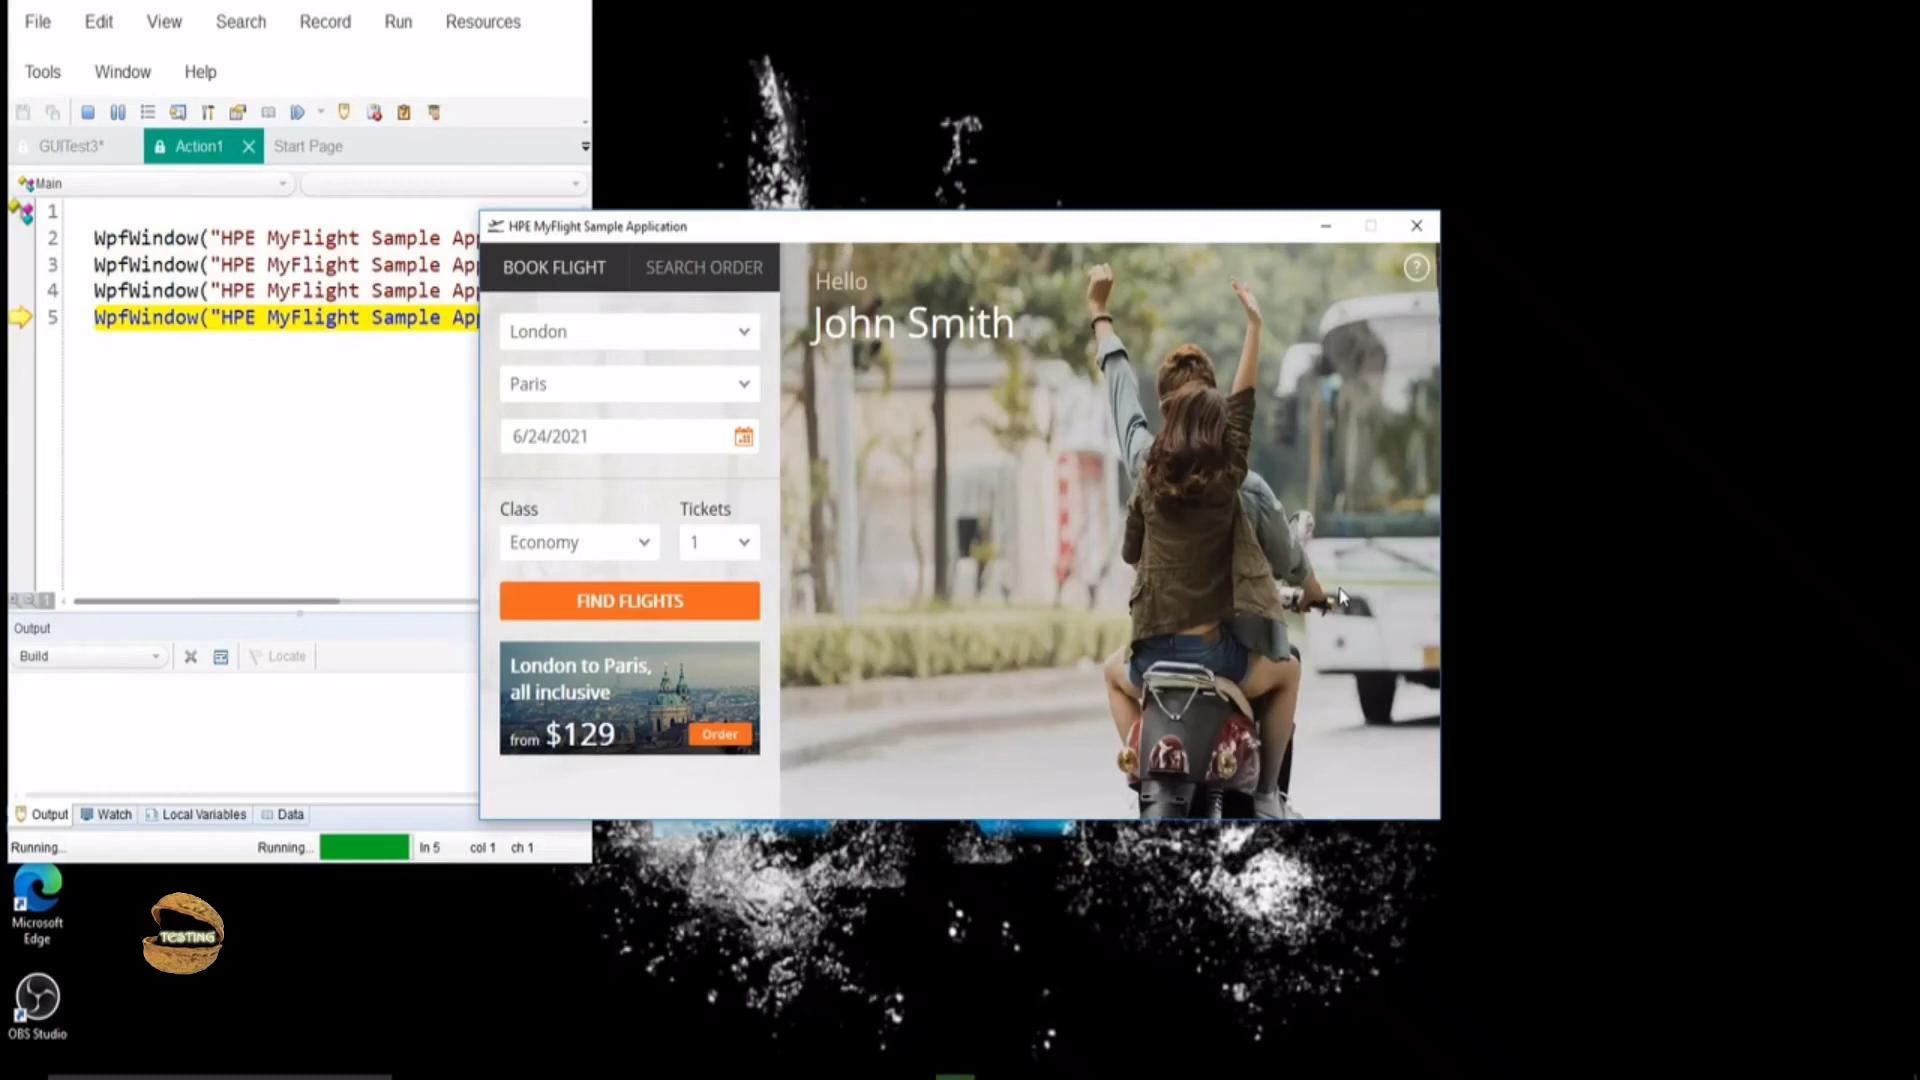 File Edit View Search Record Run Resources
Tools Window Help
GUITest3* Action1 Start Page
Main
1
2 WpfWindow("HPE MyFlight Sample Ap
3 WpfWindow("HPE MyFlight Sample Ap
4 WpfWindow("HPE MyFlight Sample Ap
5 WpfWindow("HPE MyFlight Sample Ap
HPE MyFlight Sample Application
BOOK FLIGHT SEARCH ORDER
Hello
John Smith
?
London
Paris
6/24/2021
Class Tickets
Economy 1
FIND FLIGHTS
London to Paris,
all inclusive
from $129 Order
1
Output
Build Locate
Output Watch Local Variables Data
Running... Running... ln 5 col 1 ch 1
Microsoft
Edge
TESTING
OBS Studio